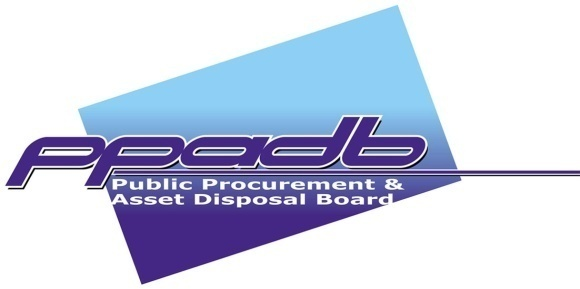 ppadb
Public Procurement &
Asset Disposal Board